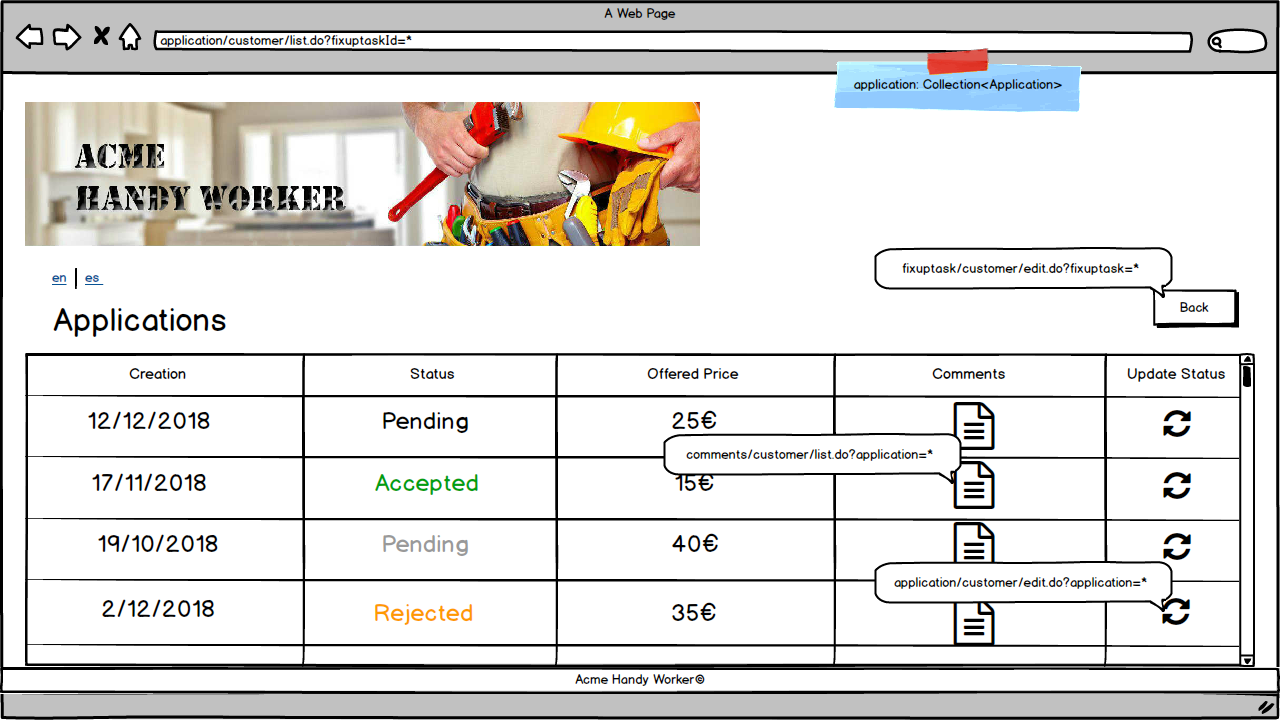 A Web Page
application/customer/list.do?fixuptaskId=*
application: Collection<Application>
ACME
HANDY WORKER
fixuptask/customer/edit.do?fixuptask=*
en es
Back
Applications
Creation Status Offered Price Comments Update Status
12/12/2018 Pending 25€
comments/customer/list.do?application=*
17/11/2018 Accepted 15€
19/10/2018 Pending 40€
application/customer/edit.do?application=*
2/12/2018 Rejected 35€
Acme Handy Worker©